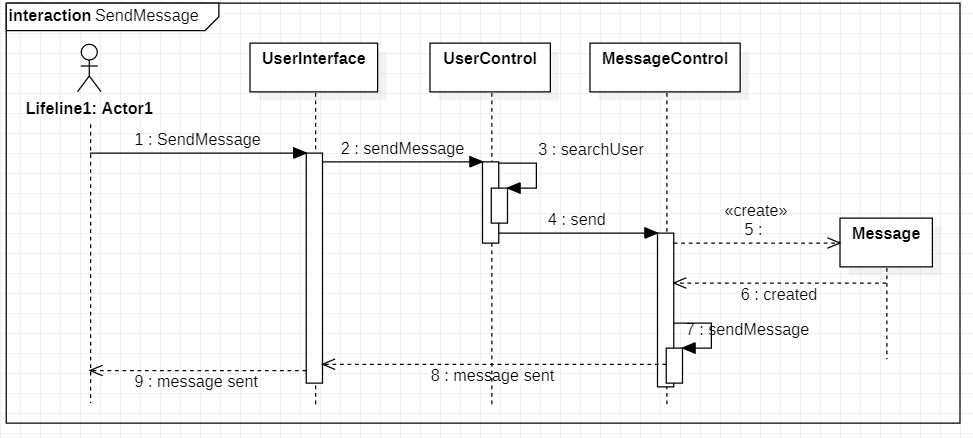 interaction SendMessage
UserInterface
UserControl
MessageControl
Lifeline1: Actor1
1 : SendMessage
2 : sendMessage
3 : searchUser
4 : send
«create»
5 :
Message
6 : created
7 : sendMessage
8 : message sent
9 : message sent